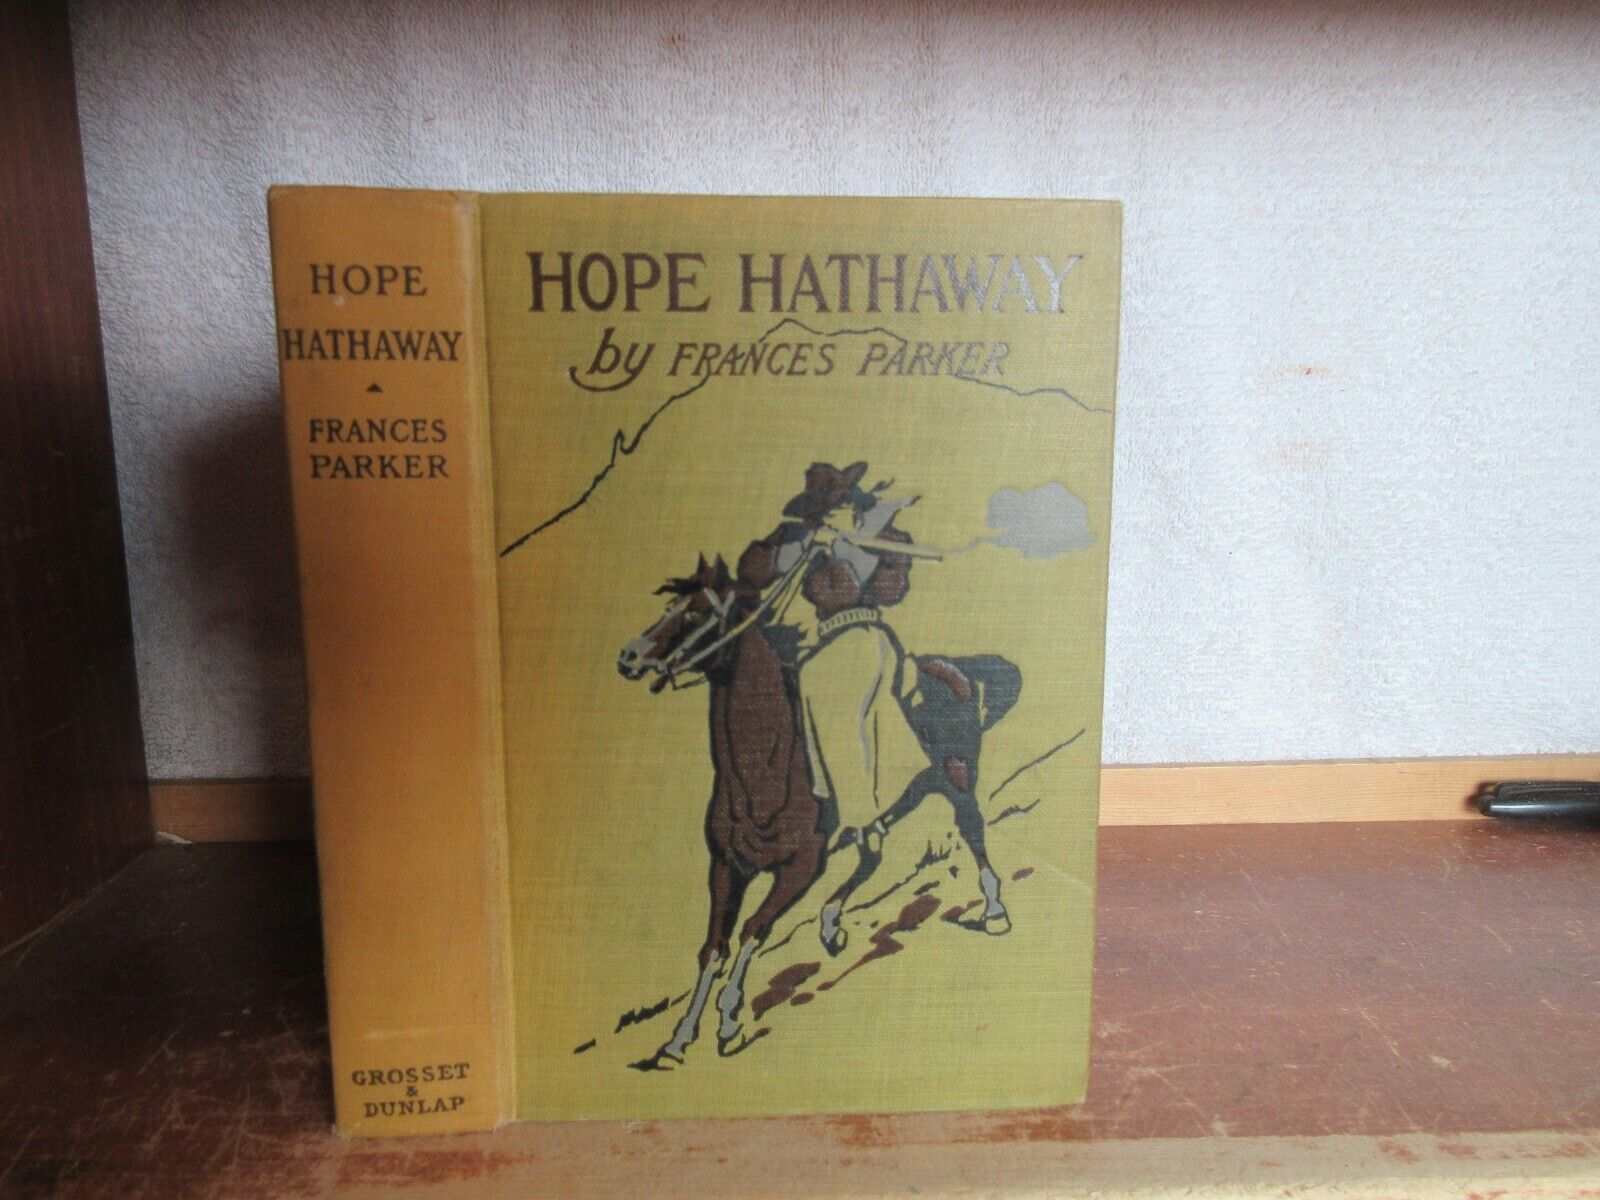 HOPE
HATHAWAY
FRANCES
PARKER
GROSSET
&
DUNLAP
HOPE HATHAWAY
by FRANCES PARKER